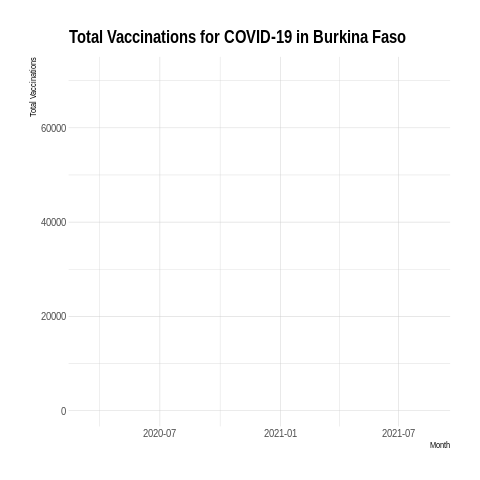 Total Vaccinations for COVID-19 in Burkina Faso
Total Vaccinations
60000
40000
20000
0
2020-07 2021-01 2021-07
Month